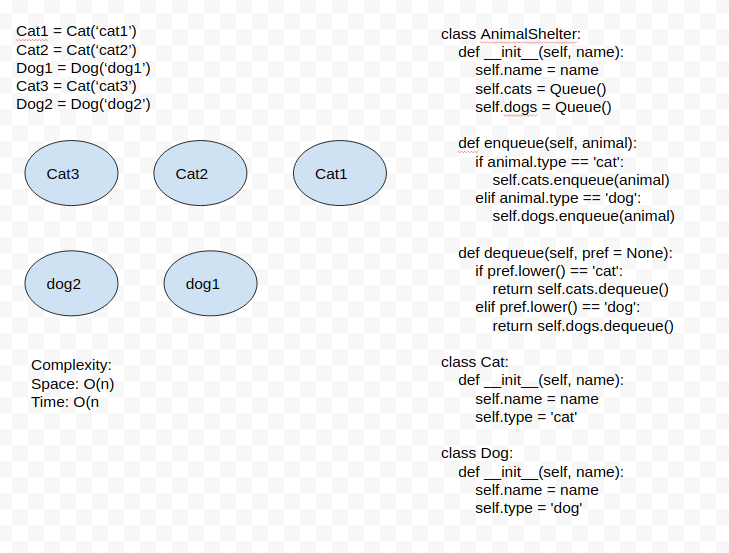 Cat1 = Cat(‘cat1’)
Cat2 = Cat(‘cat2’)
Dog1 = Dog(‘dog1’)
Cat3 = Cat(‘cat3’)
Dog2 = Dog(‘dog2’)
Cat3 Cat2 Cat1
dog2 dog1
Complexity:
Space: O(n)
Time: O(n
class AnimalShelter:
def __init__(self, name):
self.name = name
self.cats = Queue()
self.dogs = Queue()
def enqueue(self, animal):
if animal.type == 'cat':
self.cats.enqueue(animal)
elif animal.type == 'dog':
self.dogs.enqueue(animal)
def dequeue(self, pref = None):
if pref.lower() == 'cat':
return self.cats.dequeue()
elif pref.lower() == 'dog':
return self.dogs.dequeue()
class Cat:
def __init__(self, name):
self.name = name
self.type = 'cat'
class Dog:
def __init__(self, name):
self.name = name
self.type = 'dog'